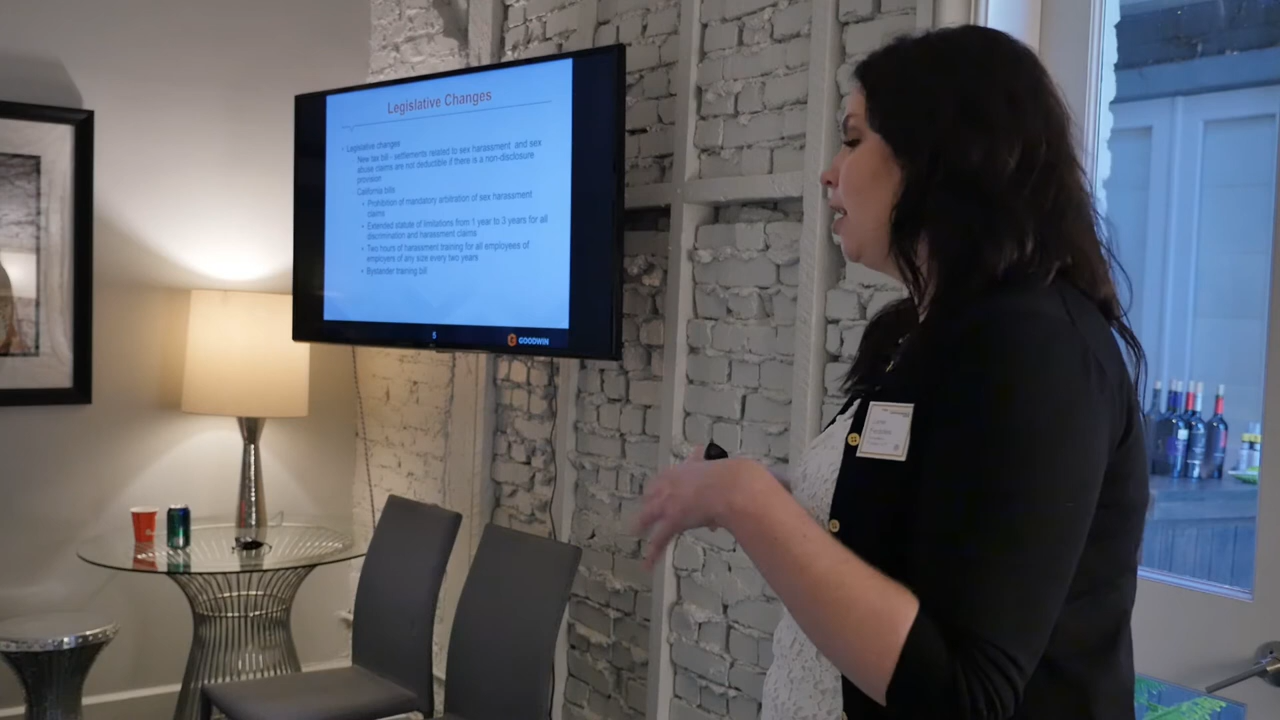 Legislative Changes
Legislative changes
New tax bill - settlements related to sex harassment and sex
abuse claims are not deductible if there is a non-disclosure
provision
California bills
Prohibition of mandatory arbitration of sex harassment
claims
Extended statute of limitations from 1 year to 3 years for all
discrimination and harassment claims
Two hours of harassment training for all employees of
employers of any size every two years
Bystander training bill
5
GOODWIN